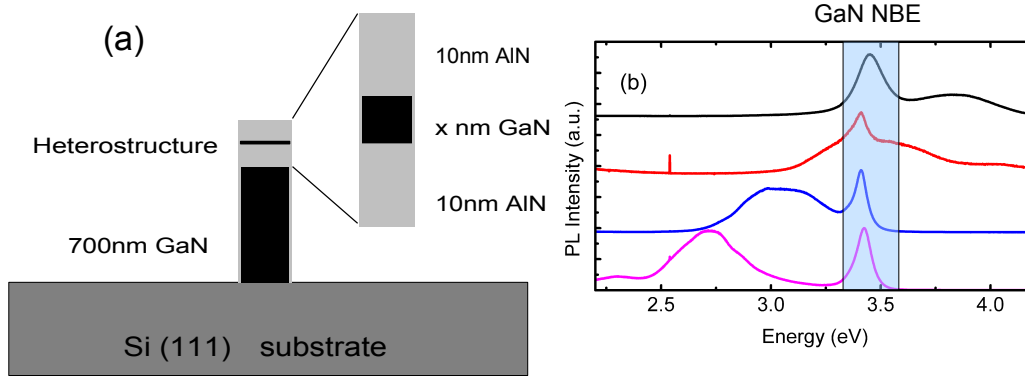 (a)
10nm AlN
x nm GaN
10nm AlN
Heterostructure
700nm GaN
Si (111) substrate
GaN NBE
(b)
PL Intensity (a.u.)
2.5 3.0 3.5 4.0
Energy (eV)